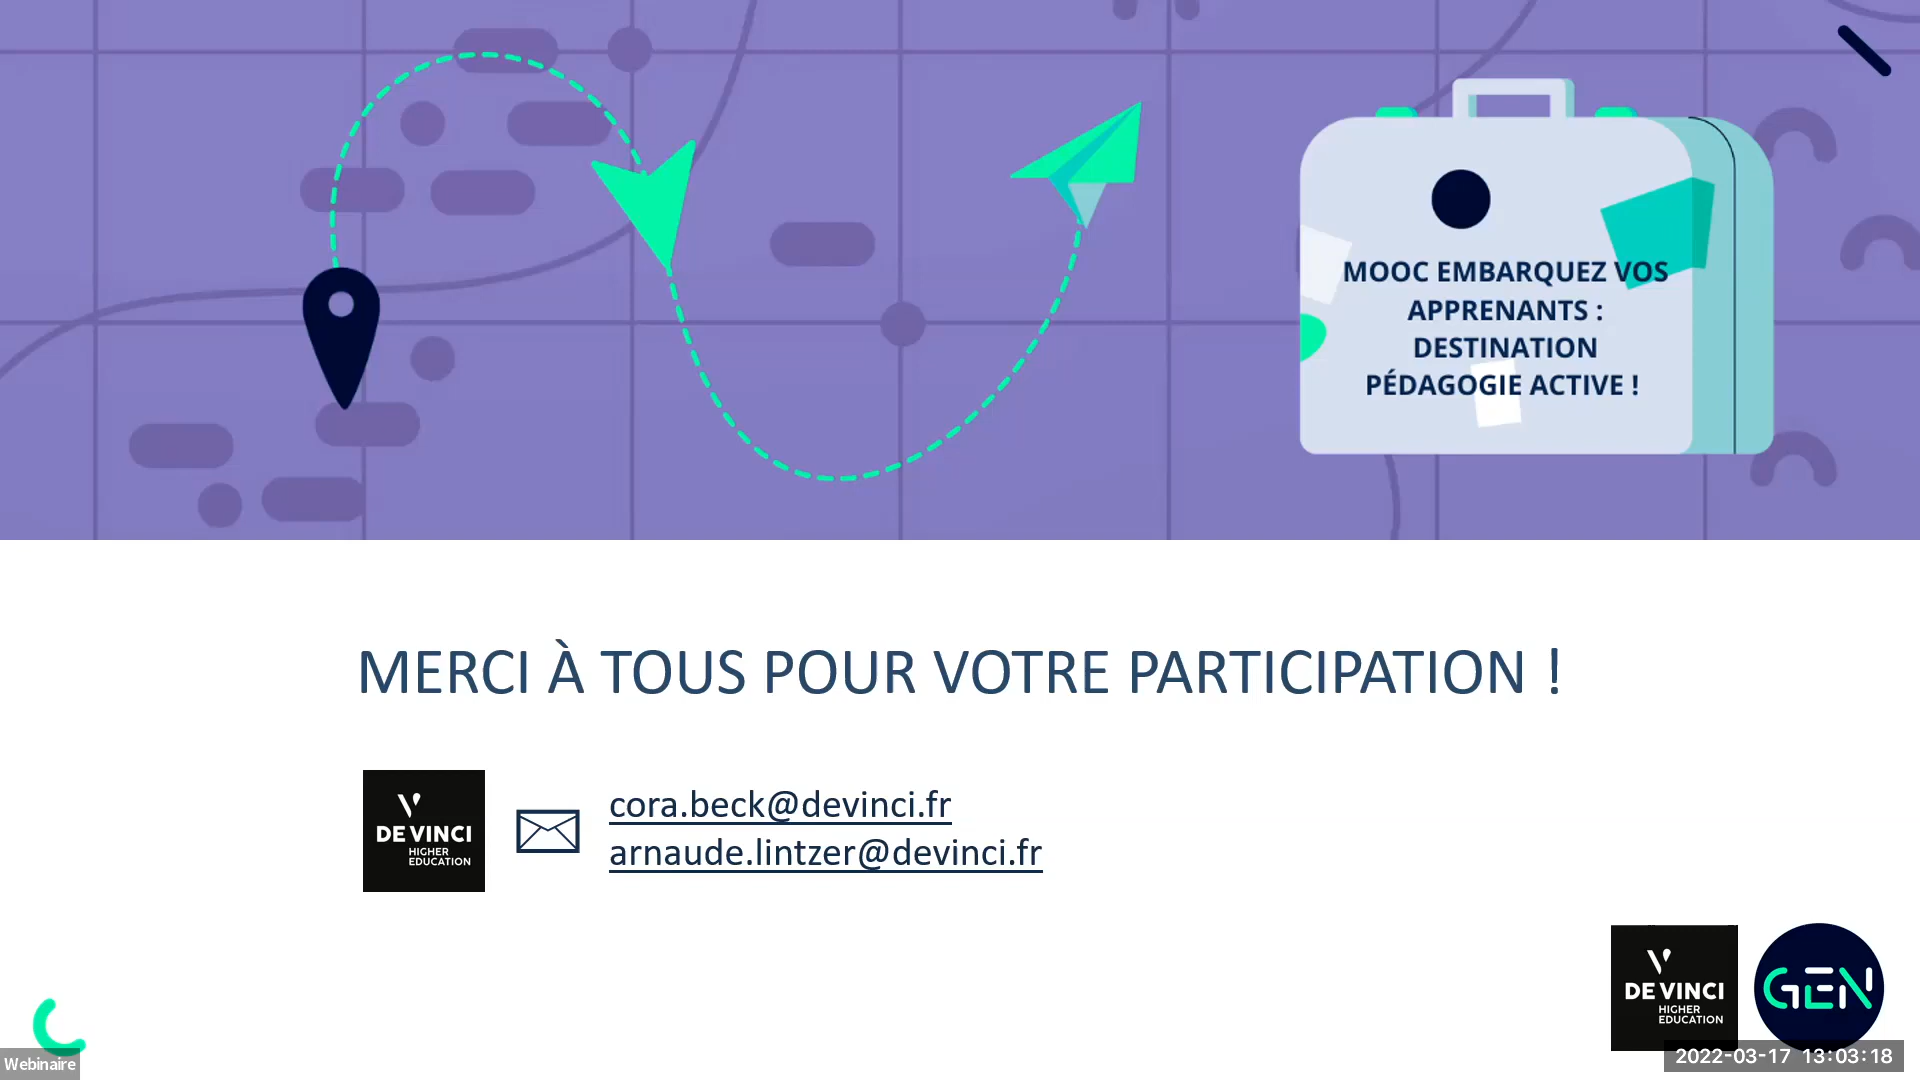 MOOC EMBARQUEZ VOS
APPRENANTS :
DESTINATION
PÉDAGOGIE ACTIVE !
MERCI À TOUS POUR VOTRE PARTICIPATION !
DE VINCI
HIGHER
EDUCATION
cora.beck@devinci.fr
arnaude.lintzer@devinci.fr
DE VINCI
HIGHER
EDUCATION
GEN
Webinaire
2022-03-17 13:03:18